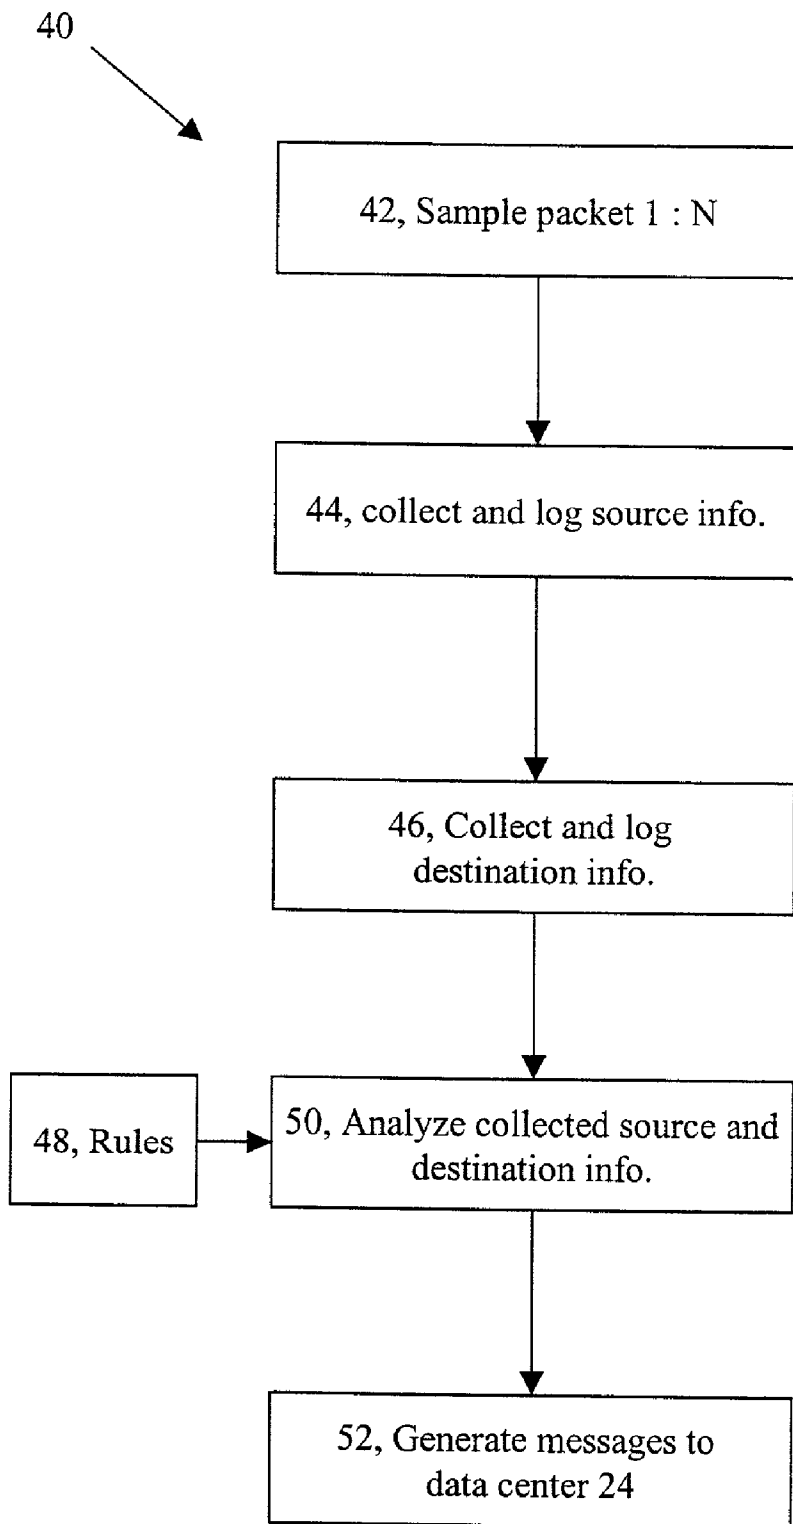 40
42, Sample packet 1 : N
44, collect and log source info.
46, Collect and log
destination info.
48, Rules
50, Analyze collected source and
destination info.
52, Generate messages to
data center 24